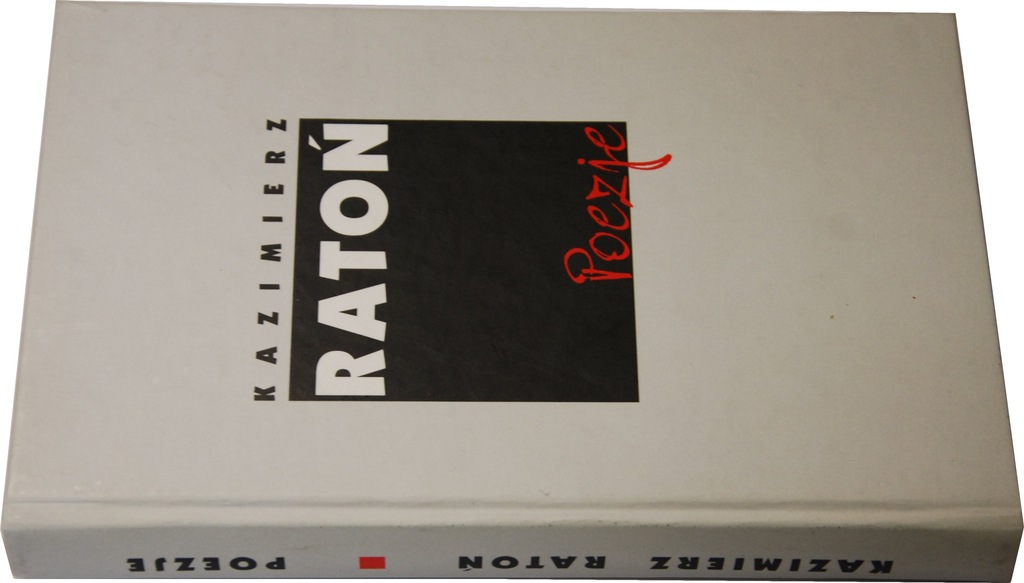 KAZIMIERZ
RATOŃ
Poezje
KAZIMIERZ RATOŃ POEZJE